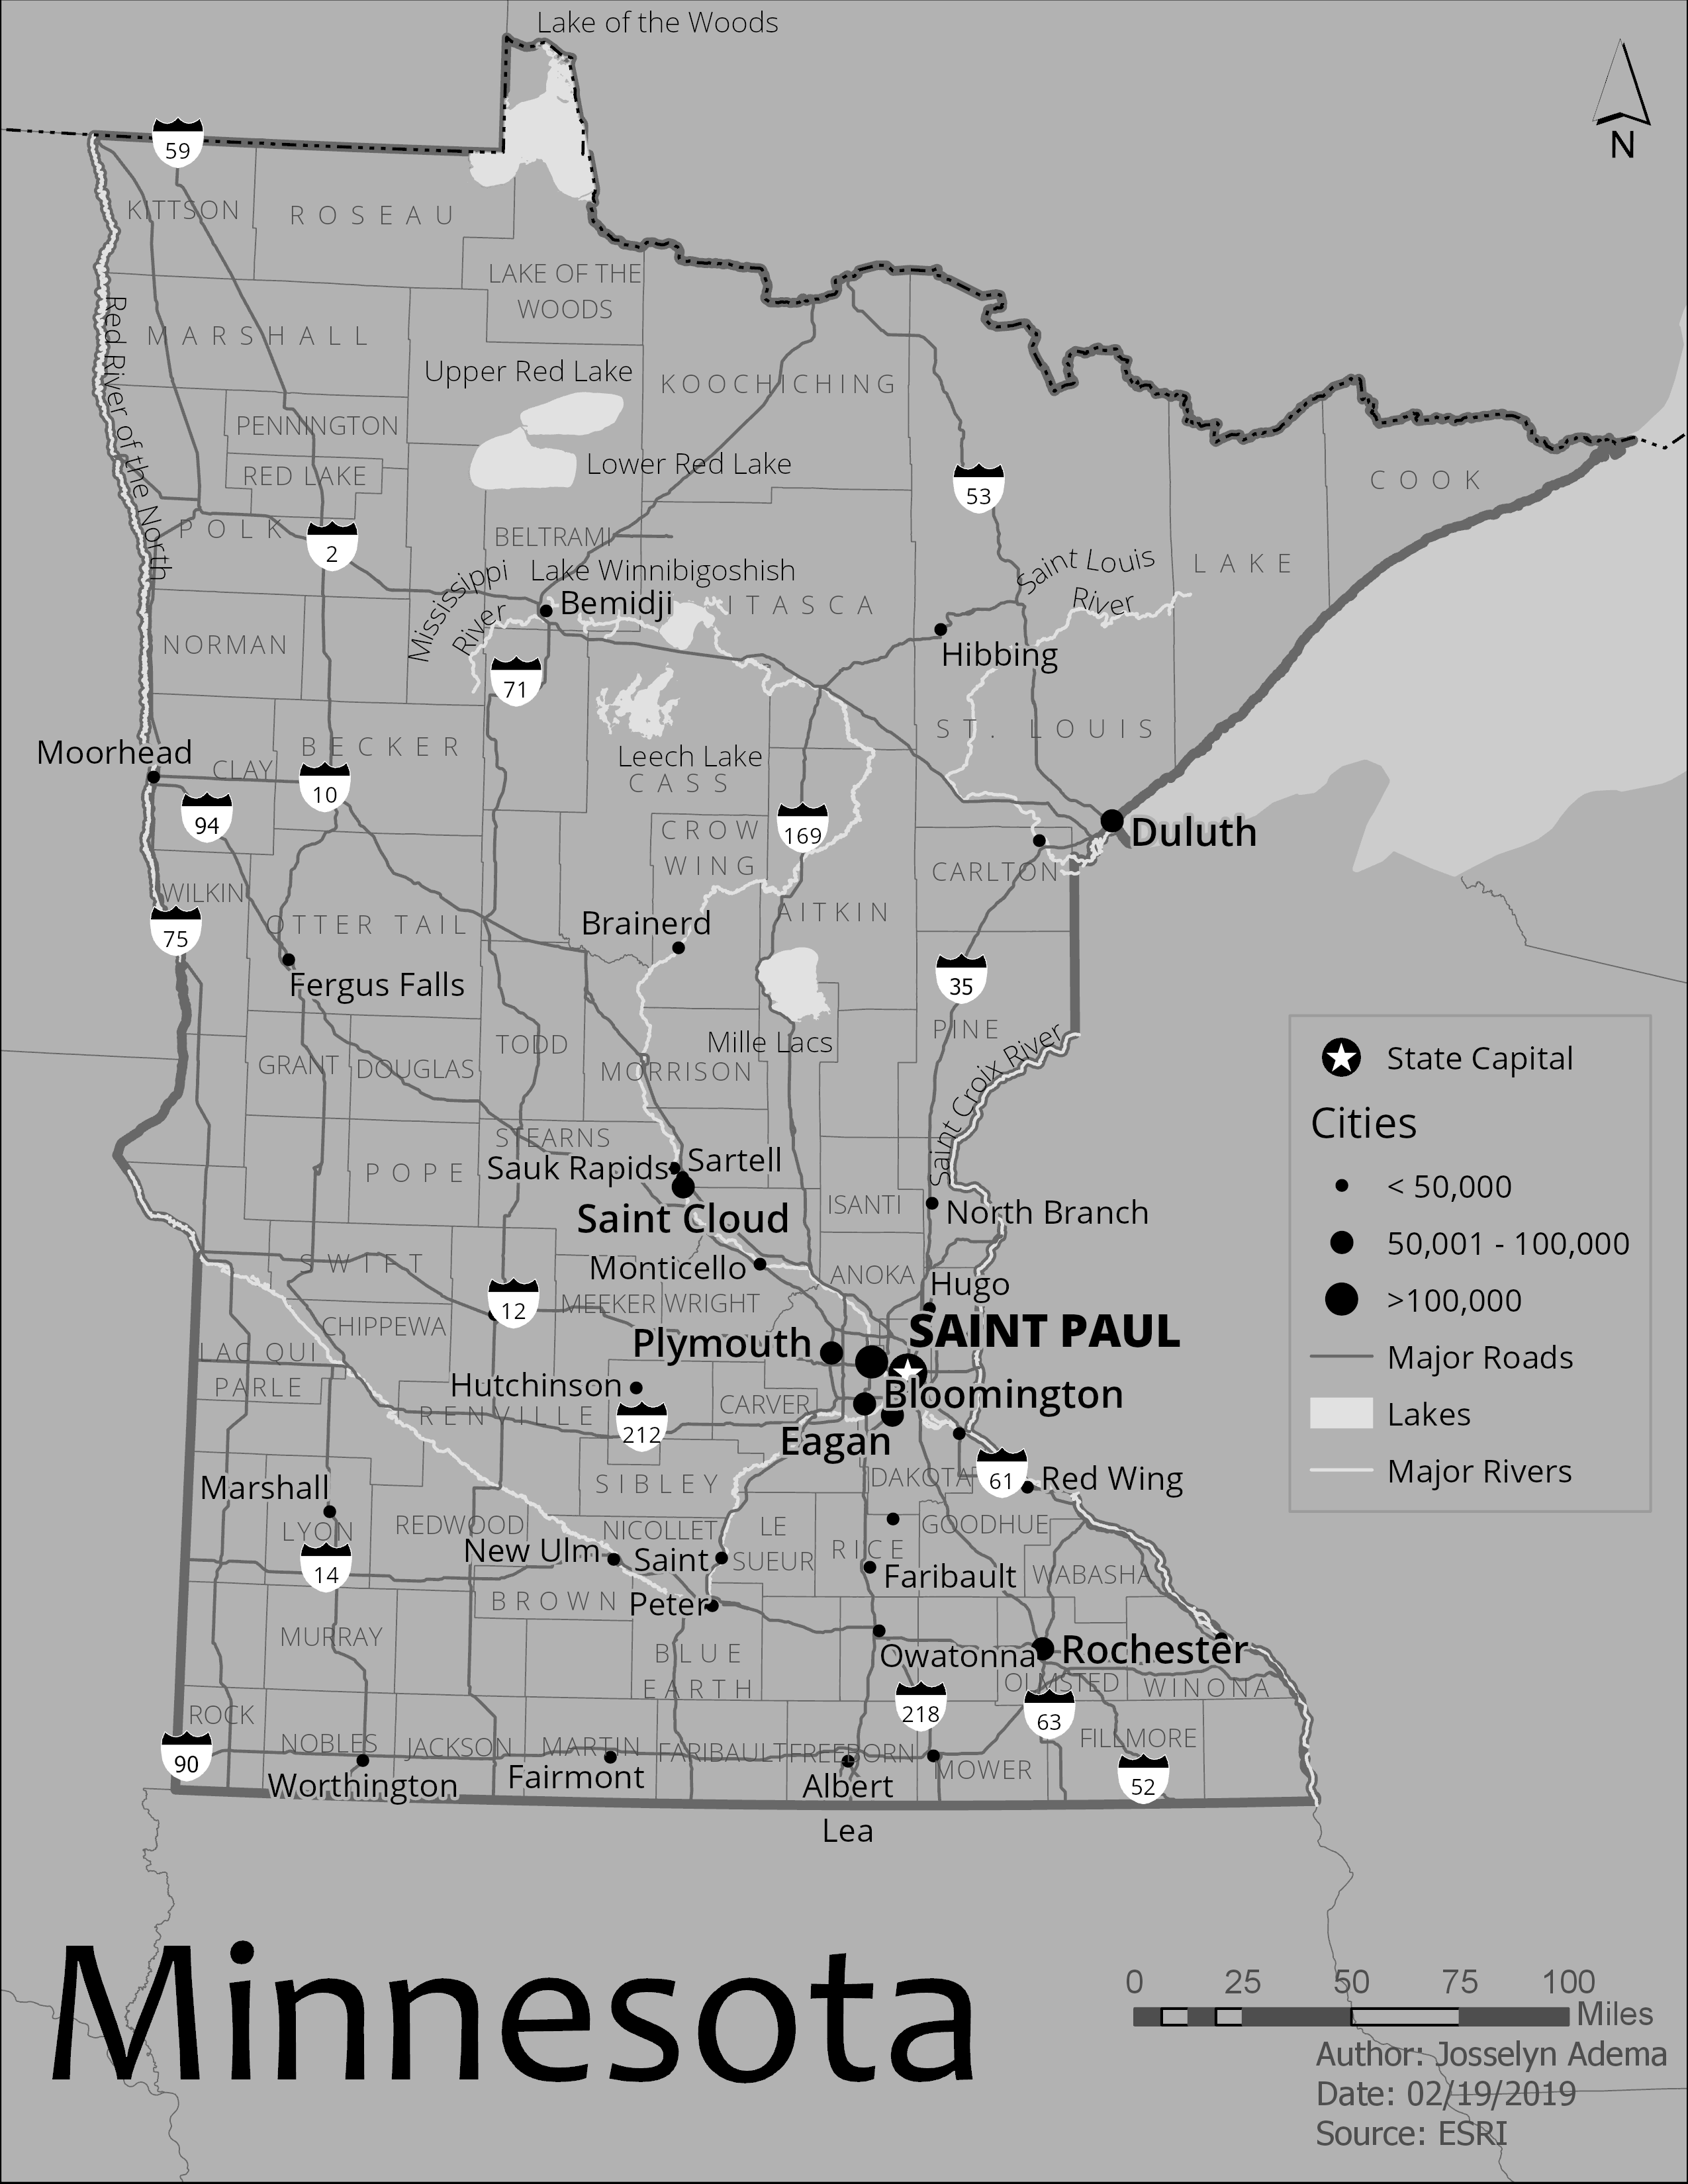 Lake of the Woods
N
59
KITTSON
ROSEAU
LAKE OF THE
WOODS
Red River of the North
MARSHALL
Upper Red Lake
KOOCHICHING
PENNINGTON
RED LAKE
Lower Red Lake
COOK
53
POLK
2
BELTRAMI
Mississippi
River
Lake Winnibigoshish
Saint Louis
River
LAKE
Bemidji
ITASCA
NORMAN
Hibbing
71
BECKER
ST. LOUIS
Moorhead
CLAY
Leech Lake
CASS
10
94
169
CROW
WING
Duluth
CARLTON
WILKIN
OTTER TAIL
Brainerd
AITKIN
75
Fergus Falls
35
PINE
Mille Lacs
TODD
GRANT
DOUGLAS
MORRISON
Saint Croix River
STEARNS
Sauk Rapids
Sartell
POPE
Saint Cloud
ISANTI
North Branch
SWIFT
Monticello
ANOKA
Hugo
12
MEEKER
WRIGHT
CHIPPEWA
SAINT PAUL
Plymouth
LAC QUI
PARLE
Hutchinson
CARVER
Bloomington
RENVILLE
212
Eagan
SIBLEY
DAKOTA
61
Red Wing
Marshall
LYON
REDWOOD
NICOLLET
LE
SUEUR
RICE
GOODHUE
New Ulm
Saint
Peter
14
Faribault
WABASHA
BROWN
MURRAY
BLUE
EARTH
Owatonna
Rochester
OLMSTED
WINONA
ROCK
218
63
NOBLES
JACKSON
MARTIN
FARIBAULT
FREEBORN
FILLMORE
90
MOWER
52
Worthington
Fairmont
Albert
Lea
State Capital
Cities
< 50,000
50,001 - 100,000
>100,000
Major Roads
Lakes
Major Rivers
Minnesota
0 25 50 75 100
Miles
Author: Josselyn Adema
Date: 02/19/2019
Source: ESRI